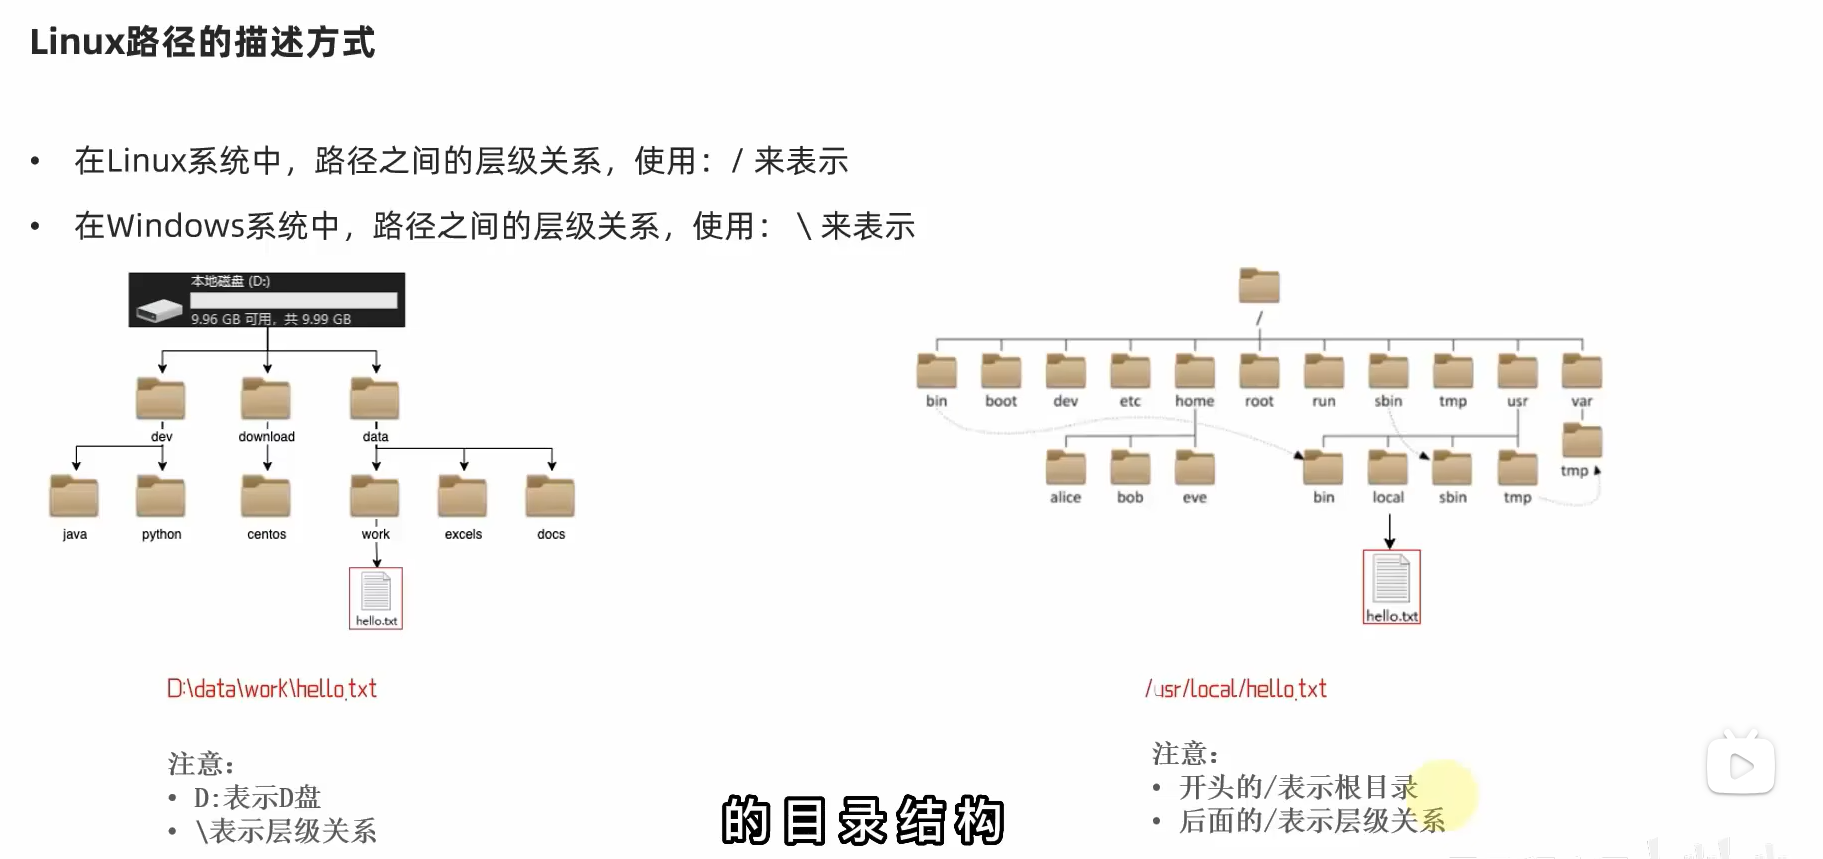 Linux路径的描述方式
• 在Linux系统中，路径之间的层级关系，使用：/ 来表示
• 在Windows系统中，路径之间的层级关系，使用： \ 来表示
本地磁盘 (D:)
9.96 GB 可用，共 9.99 GB
dev download data
java python centos work excels docs
hello.txt
D:\data\work\hello.txt
注意：
• D:表示D盘
• \表示层级关系
/
bin boot dev etc home root run sbin tmp usr var
alice bob eve bin local sbin tmp tmp
hello.txt
/usr/local/hello.txt
注意：
• 开头的/表示根目录
• 后面的/表示层级关系
的目录结构